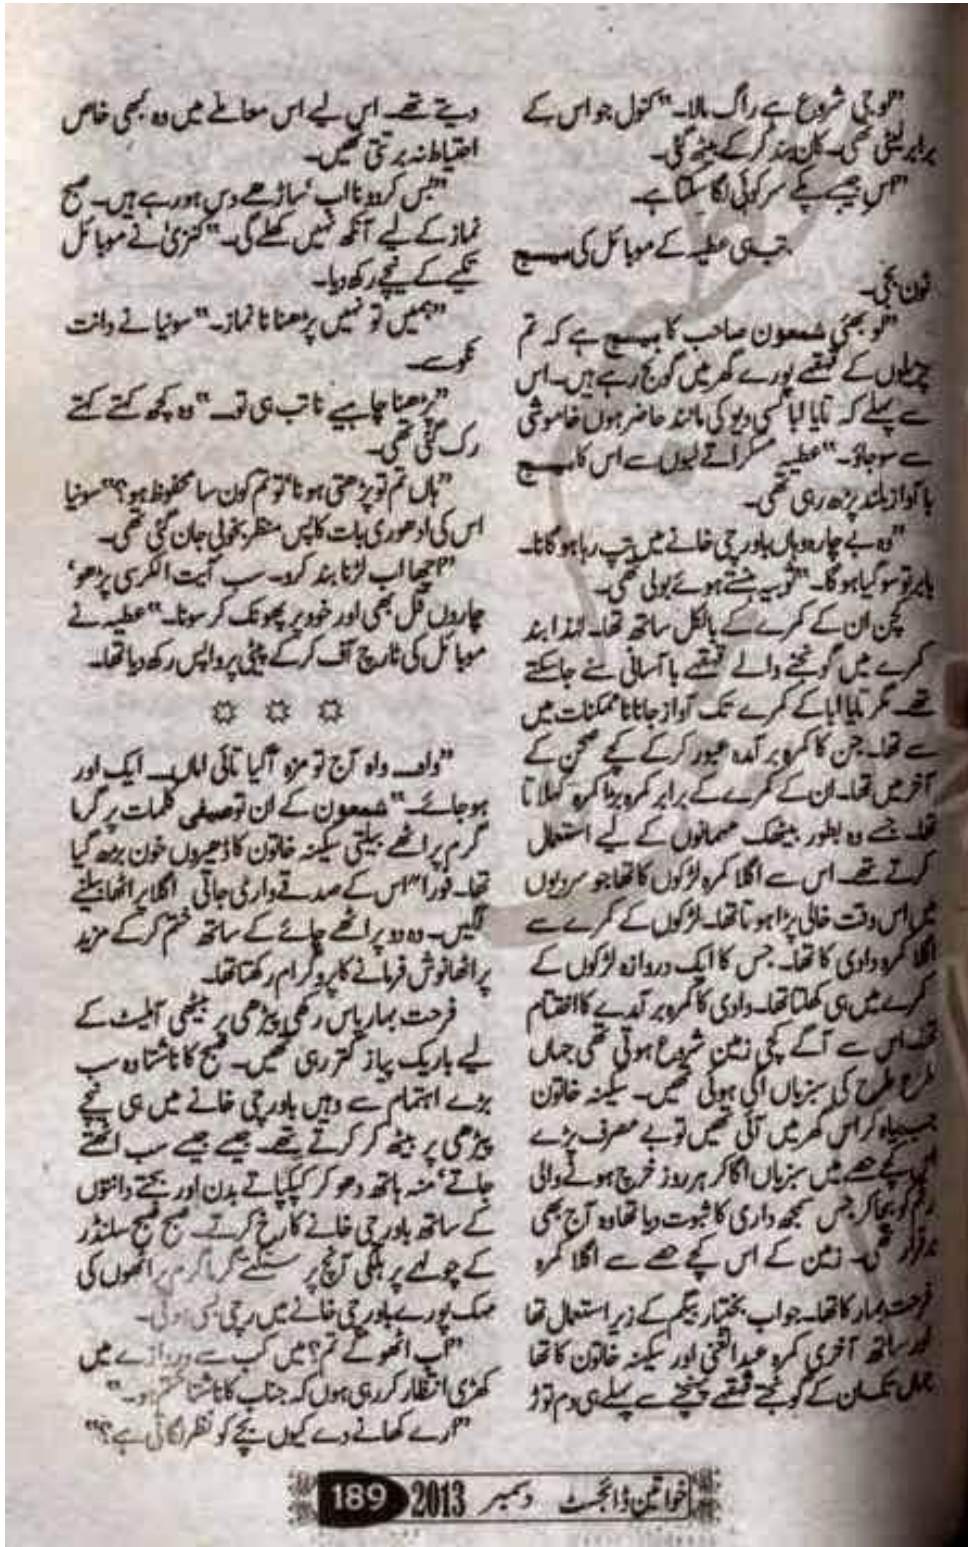 ”لو جی شروع ہے راگ مالا۔“ کنول جو اس کے
برابر لیٹی تھی۔ کان بند کر کے بیٹھ گئی۔
”اس جیسے پکے سر کوئی لگا سکتا ہے۔
تب ہی عطیہ کے موبائل کی میسج
ٹون بجی۔
”لو بھئی شمعون صاحب کا میسج ہے کہ تم
چڑیلوں کے قہقہے پورے گھر میں گونج رہے ہیں۔ اس
سے پہلے کہ تایا ابا کسی دیو کی مانند حاضر ہوں خاموشی
سے سو جاؤ۔“ عطیہ مسکراتے لبوں سے اس کا میسج
با آواز بلند پڑھ رہی تھی۔
”وہ بے چارہ وہاں باورچی خانے میں تپ رہا ہو گا نا۔
بابر تو سو گیا ہو گا۔“ ثوبیہ ہنستے ہوئے بولی تھی۔
کچن ان کے کمرے کے بالکل ساتھ تھا۔ لہٰذا بند
کمرے میں گونجنے والے قہقہے با آسانی سنے جا سکتے
تھے۔ مگر تایا ابا کے کمرے تک آواز جانا ناممکنات میں
سے تھا۔ جن کا کمرہ برآمدہ عبور کر کے کچے صحن کے
آخر میں تھا۔ ان کے کمرے کے برابر کمرہ بڑا کمرہ کہلاتا
تھا۔ جسے وہ بطور بیٹھک مہمانوں کے لیے استعمال
کرتے تھے۔ اس سے اگلا کمرہ لڑکوں کا تھا جو سردیوں
میں اس وقت خالی پڑا ہوتا تھا۔ لڑکوں کے کمرے سے
اگلا کمرہ دادی کا تھا۔ جس کا ایک دروازہ لڑکوں کے
کمرے میں ہی کھلتا تھا۔ دادی کا کمرہ برآمدے کا اختتام
تھا۔ اس سے آگے کچی زمین شروع ہوتی تھی جہاں
طرح طرح کی سبزیاں اگی ہوئی تھیں۔ سکینہ خاتون
جب بیاہ کر اس گھر میں آئی تھیں تو بے مصرف پڑے
اس کچے حصے میں سبزیاں اگا کر ہر روز خرچ ہونے والی
رقم کو بچا کر جس سمجھ داری کا ثبوت دیا تھا وہ آج بھی
برقرار تھی۔ زمین کے اس کچے حصے سے اگلا کمرہ
فرحت بہار کا تھا۔ جو اب بختیار بیگم کے زیر استعمال تھا
اور ساتھ آخری کمرہ عبدالغنی اور سکینہ خاتون کا تھا
جہاں تک ان کے گونجتے قہقہے پہنچنے سے پہلے ہی دم توڑ
دیتے تھے۔ اس لیے اس معاملے میں وہ کبھی خاص
احتیاط نہ برتتی تھیں۔
”بس کر دو نا اب‘ ساڑھے دس ہو رہے ہیں۔ صبح
نماز کے لیے آنکھ نہیں کھلے گی۔“ کنزیٰ نے موبائل
تکیے کے نیچے رکھ دیا۔
”ہمیں تو نہیں پڑھنا نا نماز۔“ سونیا نے دانت
نکوسے۔
”پڑھنا چاہیے نا تب ہی تو۔“ وہ کچھ کہتے کہتے
رک گئی تھی۔
”ہاں تم تو پڑھتی ہو نا‘ تو تم کون سا محفوظ ہو؟“ سونیا
اس کی ادھوری بات کا پس منظر بخوبی جان گئی تھی۔
”اچھا اب لڑنا بند کرو۔ سب آیت الکرسی پڑھو‘
چاروں قل بھی اور خود پر پھونک کر سونا۔“ عطیہ نے
موبائل کی ٹارچ آف کر کے پیٹی پر واپس رکھ دیا تھا۔
”واہ۔ واہ آج تو مزہ آ گیا تائی اماں۔ ایک اور
ہو جائے۔“ شمعون کے ان توصیفی کلمات پر گرما
گرم پراٹھے بیلتی سکینہ خاتون کا ڈھیروں خون بڑھ گیا
تھا۔ فورا“ اس کے صدقے واری جاتی اگلا پراٹھا بیلنے
لگیں۔ وہ دو پراٹھے چائے کے ساتھ ختم کر کے مزید
پراٹھا نوش فرمانے کا پروگرام رکھتا تھا۔
فرحت بہار پاس رکھی پیڑھی پر بیٹھی آملیٹ کے
لیے باریک پیاز کتر رہی تھیں۔ صبح کا ناشتا وہ سب
بڑے اہتمام سے وہیں باورچی خانے میں ہی نیچے
پیڑھی پر بیٹھ کر کرتے تھے۔ جیسے جیسے سب اٹھتے
جاتے‘ منہ ہاتھ دھو کر کپکپاتے بدن اور بجتے دانتوں
کے ساتھ باورچی خانے کا رخ کرتے۔ صبح صبح سلنڈر
کے چولہے پر ہلکی آنچ پر سکتے گرما گرم پراٹھوں کی
مہک پورے باورچی خانے میں رچی بسی ہوتی۔
”اب اٹھو گے تم؟ میں کب سے دروازے میں
کھڑی انتظار کر رہی ہوں کہ جناب کا ناشتا ختم ہو۔“
”ارے کھانے دے کیوں بچے کو نظر لگاتی ہے؟“
خواتین ڈائجسٹ دسمبر 2013 189